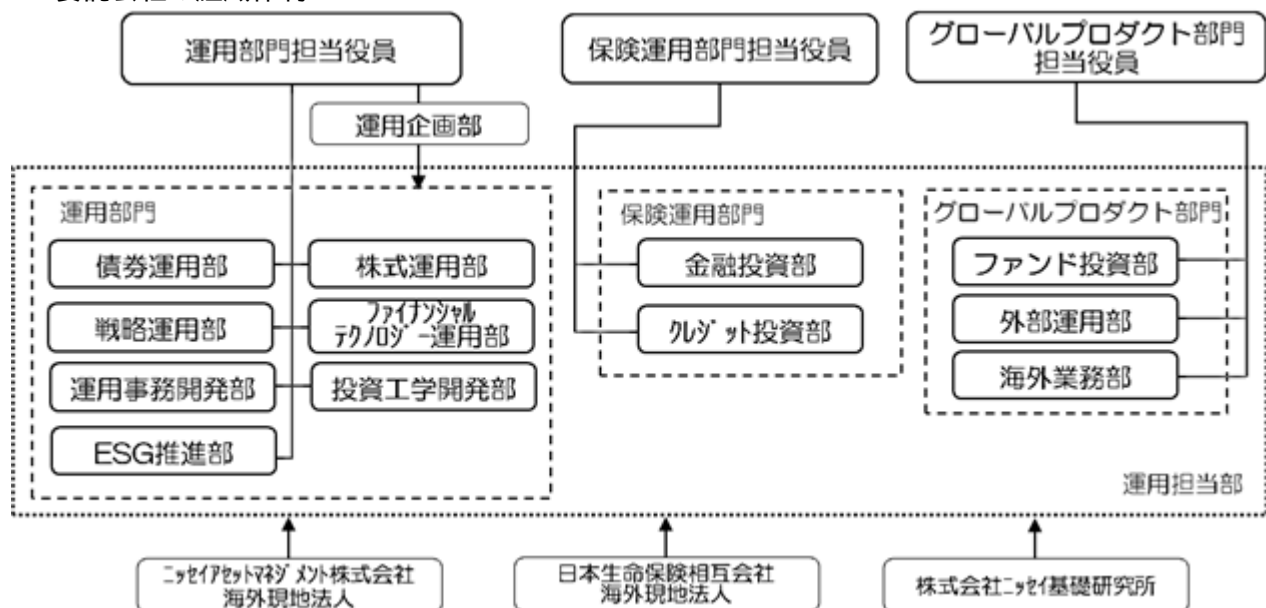 運用部門担当役員
保険運用部門担当役員
グローバルプロダクト部門
担当役員
運用企画部
運用部門
債券運用部
株式運用部
戦略運用部
ファイナンシャル
テクノロジー運用部
運用事務開発部
投資工学開発部
ESG推進部
保険運用部門
金融投資部
クレジット投資部
グローバルプロダクト部門
ファンド投資部
外部運用部
海外業務部
運用担当部
ニッセイアセットマネジメント株式会社
海外現地法人
日本生命保険相互会社
海外現地法人
株式会社ニッセイ基礎研究所